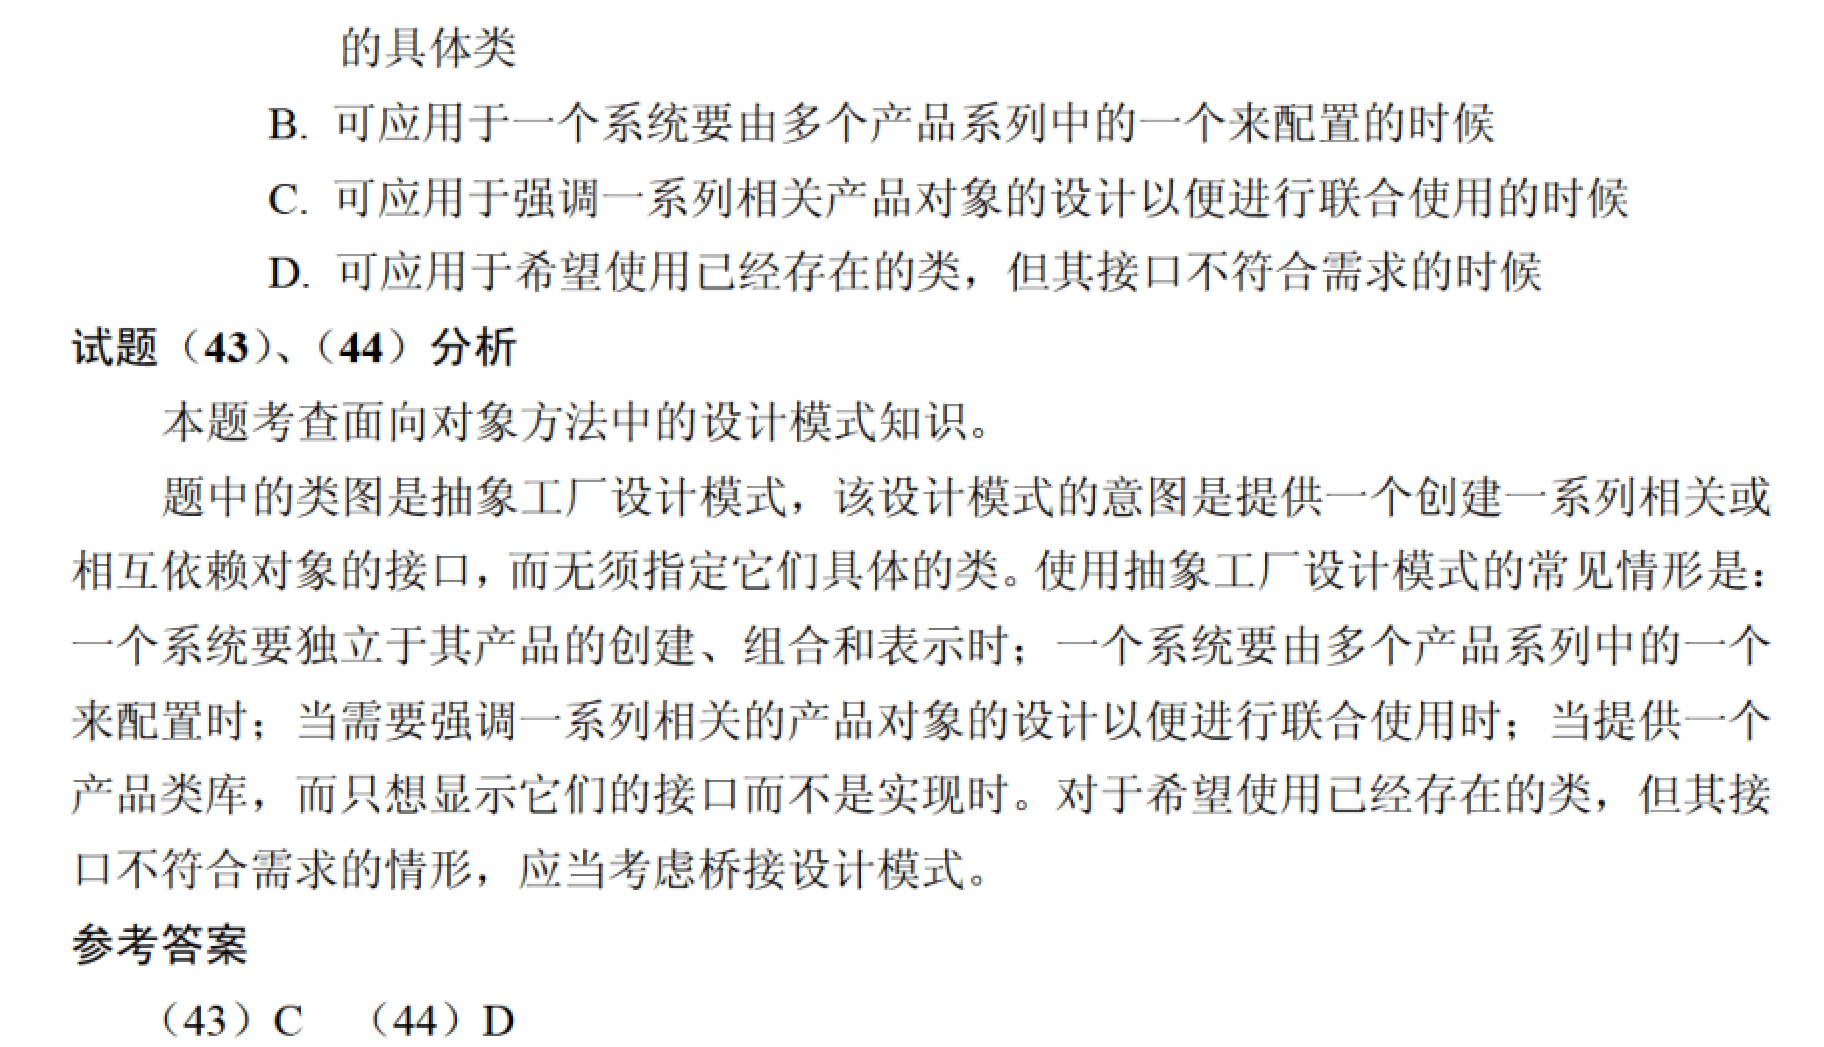 的具体类
B. 可应用于一个系统要由多个产品系列中的一个来配置的时候
C. 可应用于强调一系列相关产品对象的设计以便进行联合使用的时候
D. 可应用于希望使用已经存在的类，但其接口不符合需求的时候
试题（43）、（44）分析
本题考查面向对象方法中的设计模式知识。
题中的类图是抽象工厂设计模式，该设计模式的意图是提供一个创建一系列相关或
相互依赖对象的接口，而无须指定它们具体的类。使用抽象工厂设计模式的常见情形是：
一个系统要独立于其产品的创建、组合和表示时；一个系统要由多个产品系列中的一个
来配置时；当需要强调一系列相关的产品对象的设计以便进行联合使用时；当提供一个
产品类库，而只想显示它们的接口而不是实现时。对于希望使用已经存在的类，但其接
口不符合需求的情形，应当考虑桥接设计模式。
参考答案
（43）C （44）D